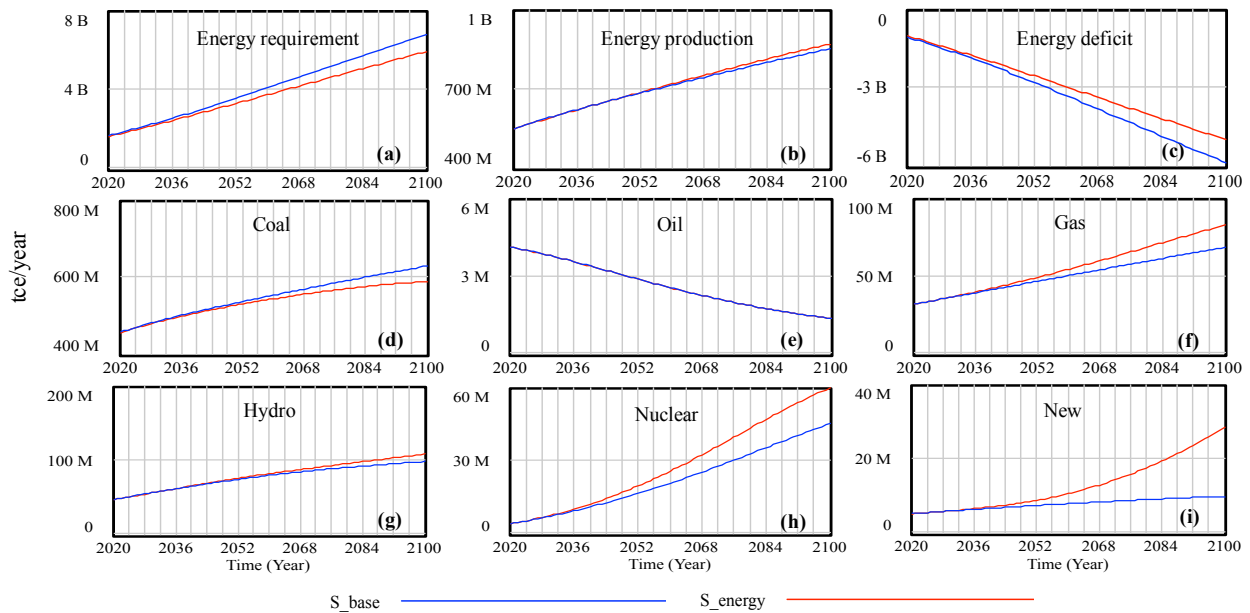 8 B
Energy requirement
4 B
0
(a)
2020 2036 2052 2068 2084 2100
1 B
Energy production
700 M
400 M
(b)
2020 2036 2052 2068 2084 2100
0
Energy deficit
-3 B
-6 B
(c)
2020 2036 2052 2068 2084 2100
tce/year
800 M
Coal
600 M
400 M
(d)
2020 2036 2052 2068 2084 2100
6 M
Oil
3 M
0
(e)
2020 2036 2052 2068 2084 2100
100 M
Gas
50 M
0
(f)
2020 2036 2052 2068 2084 2100
200 M
Hydro
100 M
0
(g)
2020 2036 2052 2068 2084 2100
Time (Year)
60 M
Nuclear
30 M
0
(h)
2020 2036 2052 2068 2084 2100
Time (Year)
40 M
New
20 M
0
(i)
2020 2036 2052 2068 2084 2100
Time (Year)
S_base S_energy